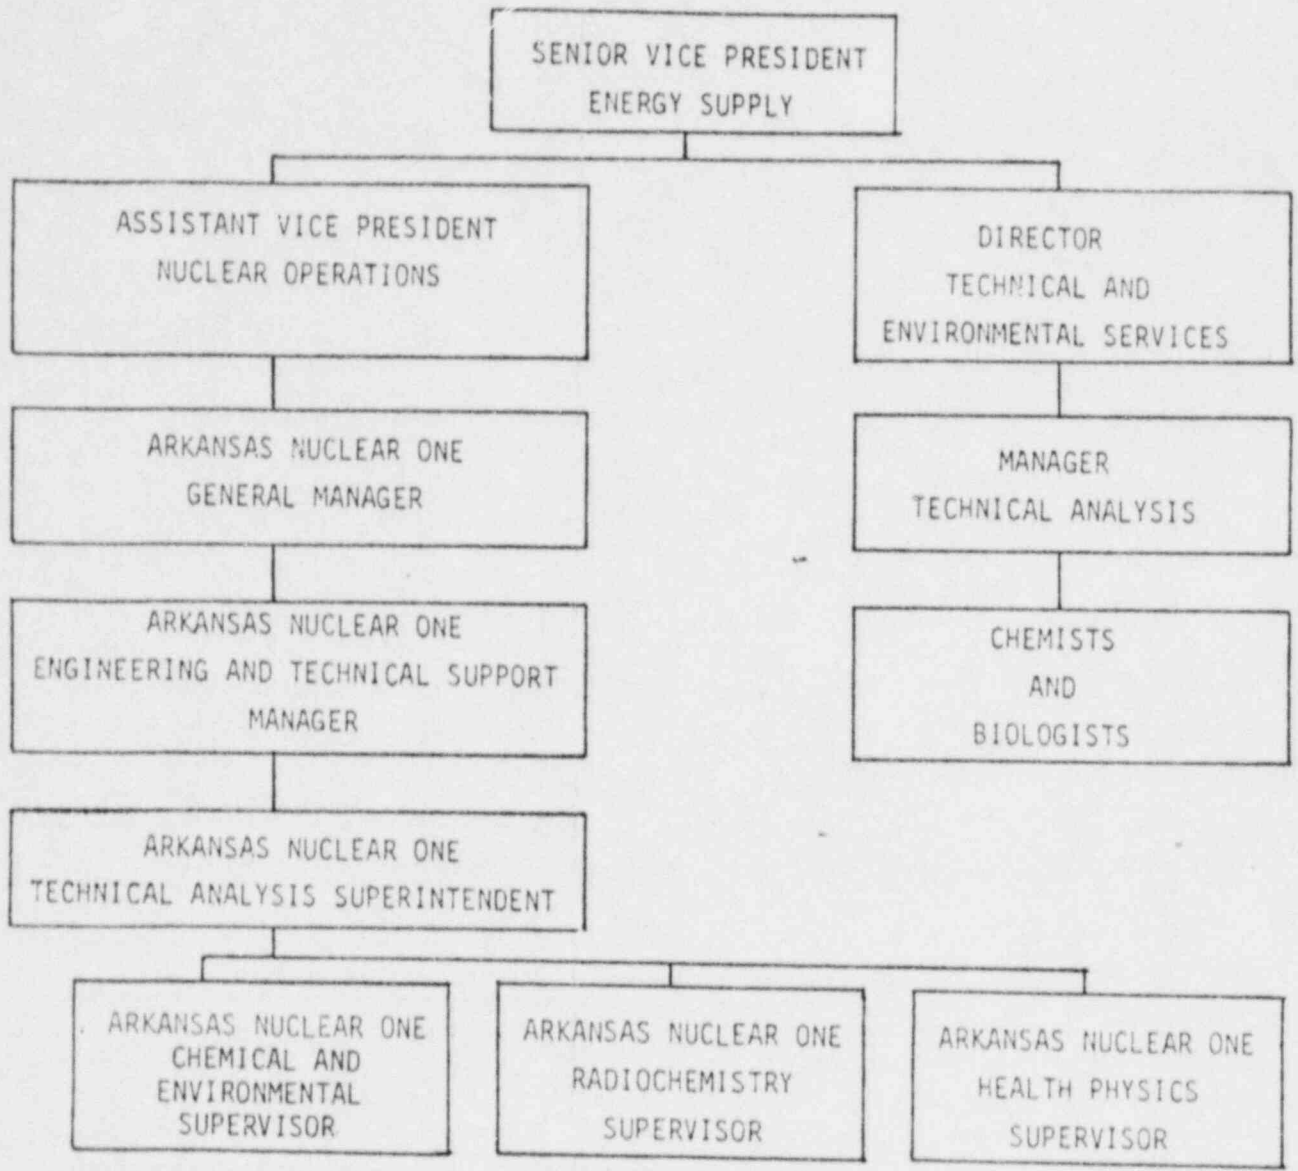 SENIOR VICE PRESIDENT
ENERGY SUPPLY
ASSISTANT VICE PRESIDENT
NUCLEAR OPERATIONS
DIRECTOR
TECHNICAL AND
ENVIRONMENTAL SERVICES
ARKANSAS NUCLEAR ONE
GENERAL MANAGER
MANAGER
TECHNICAL ANALYSIS
ARKANSAS NUCLEAR ONE
ENGINEERING AND TECHNICAL SUPPORT
MANAGER
CHEMISTS
AND
BIOLOGISTS
ARKANSAS NUCLEAR ONE
TECHNICAL ANALYSIS SUPERINTENDENT
ARKANSAS NUCLEAR ONE
CHEMICAL AND
ENVIRONMENTAL
SUPERVISOR
ARKANSAS NUCLEAR ONE
RADIOCHEMISTRY
SUPERVISOR
ARKANSAS NUCLEAR ONE
HEALTH PHYSICS
SUPERVISOR